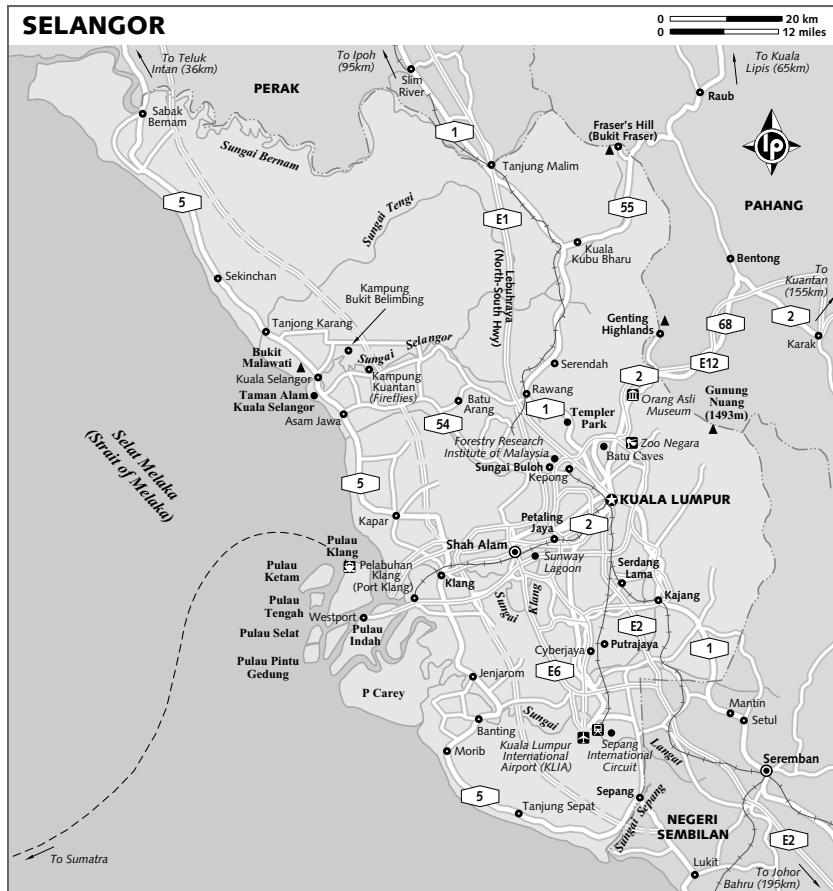 SELANGOR
0 20 km
0 12 miles
To Teluk
Intan (36km)
To Ipoh
(95km)
To Kuala
Lipis (65km)
PERAK
Slim
River
Raub
Sabak
Bernam
Sungai Bernam
Fraser's Hill
(Bukit Fraser)
1
lp
Tanjung Malim
5
Sungai Tengi
E1
55
PAHANG
Lebuhraya
(North-South Hwy)
Kuala
Kubu Bharu
Bentong
To
Kuantan
(155km)
Sekinchan
Kampung
Bukit Belimbing
Genting
Highlands
68
2
Karak
Tanjong Karang
Bukit
Malawati
Sungai Selangor
Serendah
E12
Kuala Selangor
Kampung
Kuantan
(Fireflies)
2
Taman Alam
Kuala Selangor
Batu
Arang
Rawang
1
Orang Asli
Museum
Gunung
Nuang
(1493m)
Asam Jawa
54
Templer
Park
Forestry Research
Institute of Malaysia
Zoo Negara
Batu Caves
Sungai Buloh
Kepong
Selat Melaka
(Strait of Melaka)
5
KUALA LUMPUR
Kapar
Petaling
Jaya
2
Shah Alam
Pulau
Klang
Pulau
Ketam
Pelabuhan
Klang
(Port Klang)
Klang
Sunway
Lagoon
Serdang
Lama
Kajang
Pulau
Tengah
Westport
Sungai Klang
Pulau Selat
Pulau
Indah
E2
Putrajaya
1
Cyberjaya
Pulau Pintu
Gedung
E6
P Carey
Jenjarom
Mantin
Setul
Banting
Sungai Langat
Morib
Kuala Lumpur
International
Airport (KLIA)
Sepang
International
Circuit
Seremban
5
Sepang
Tanjung Sepat
Sungai Sepang
NEGERI
SEMBILAN
E2
To Sumatra
Lukit
To Johor
Bahru (195km)